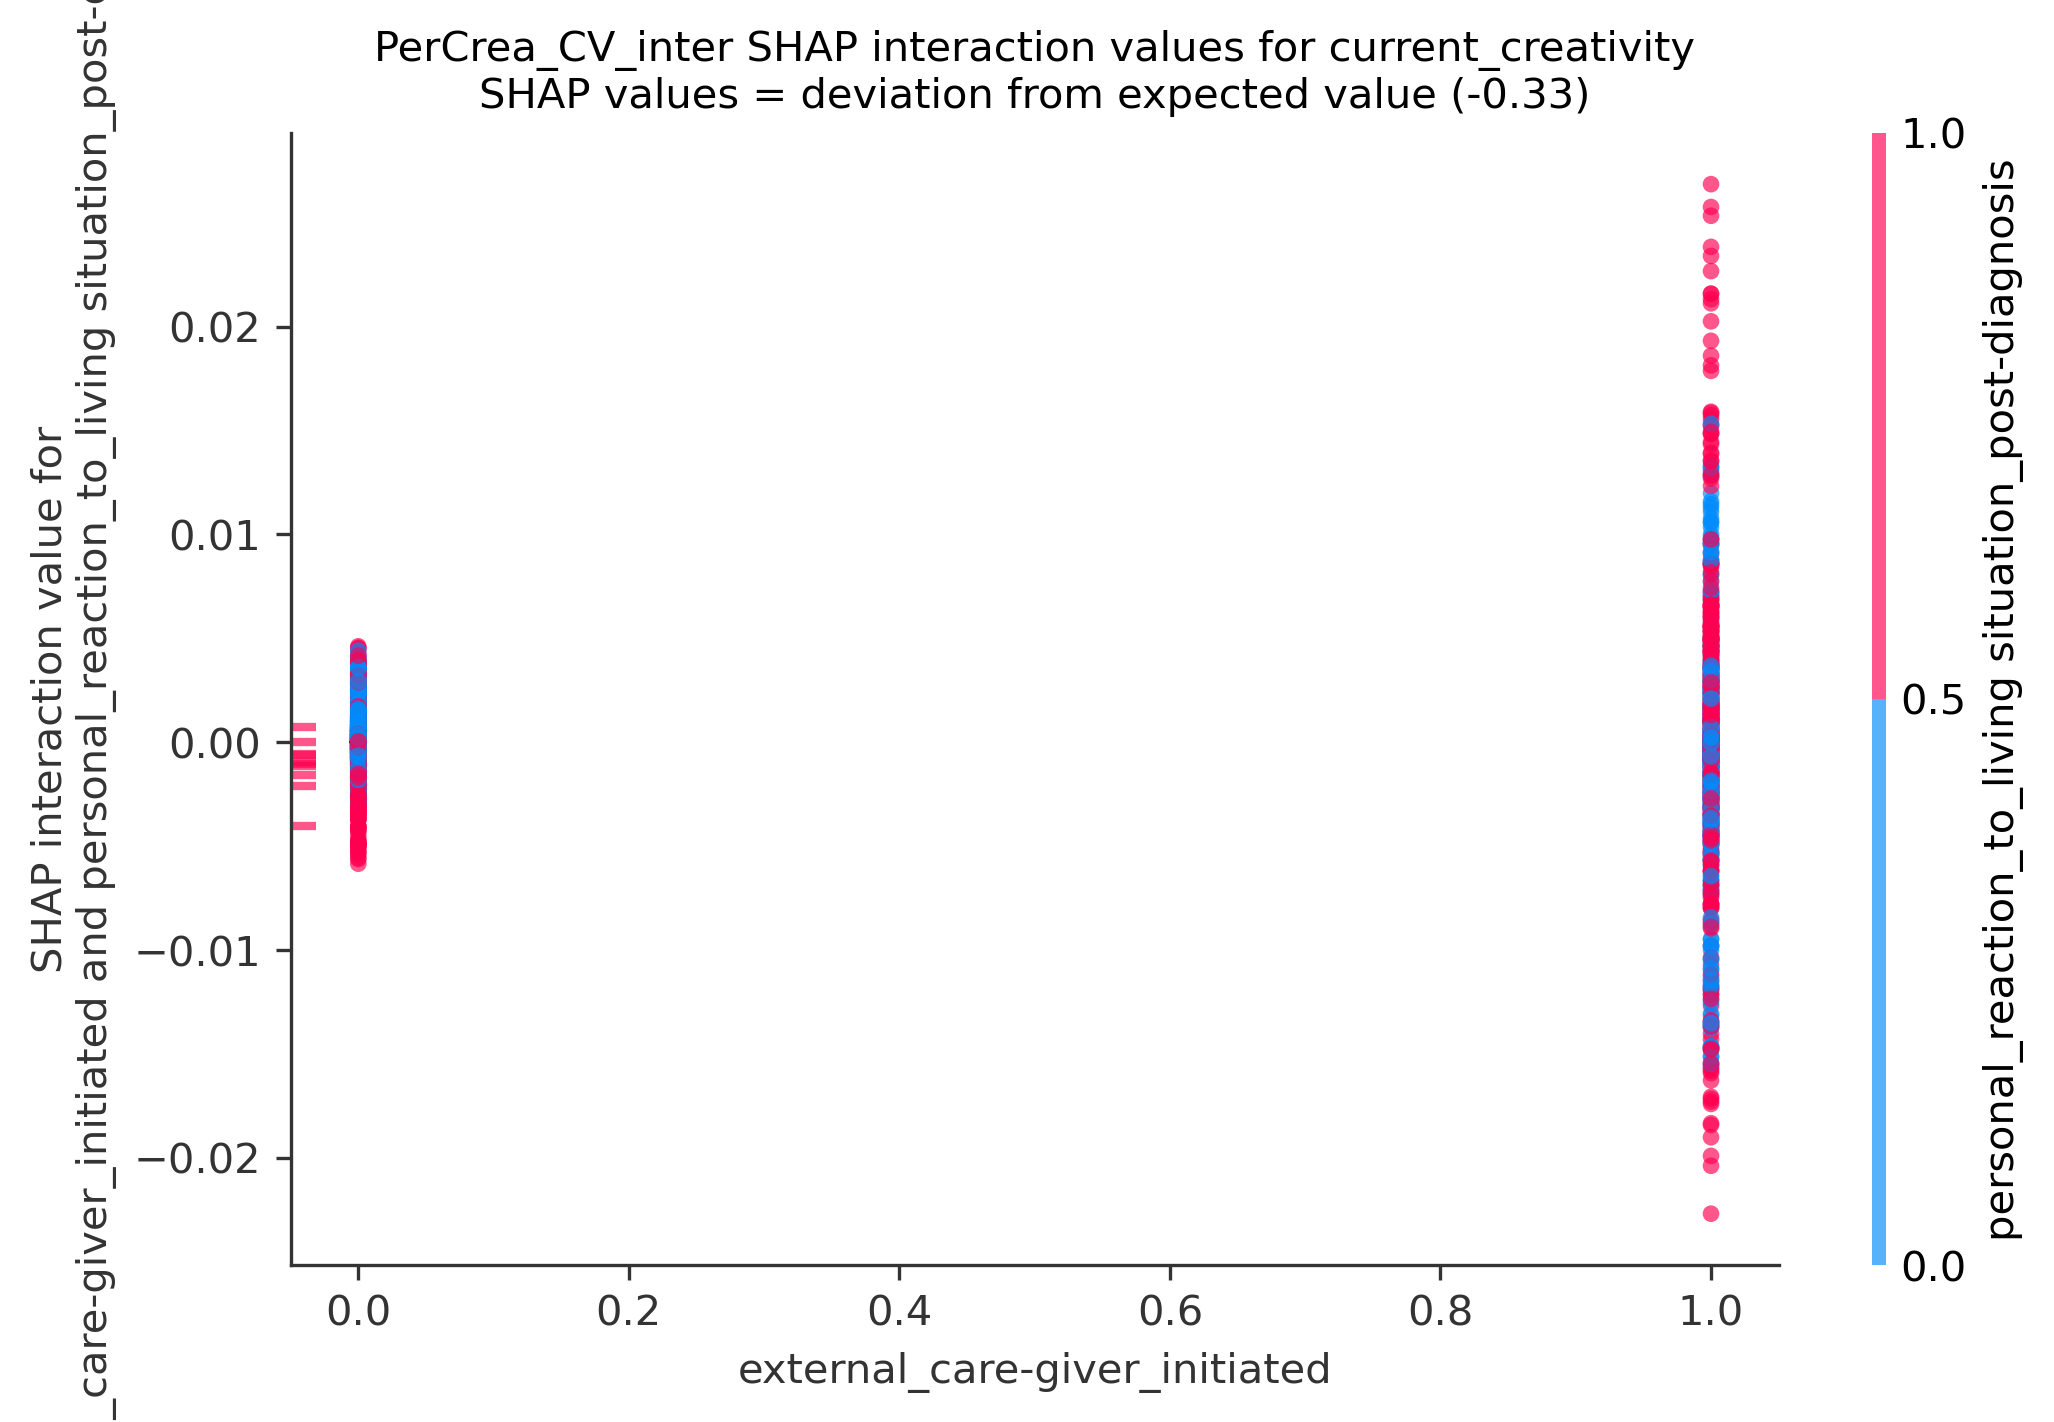 PerCrea_CV_inter SHAP interaction values for current_creativity
SHAP values = deviation from expected value (-0.33)
SHAP interaction value for
_care-giver_initiated and personal_reaction_to_living situation_post-
0.02
0.01
0.00
−0.01
−0.02
0.0
0.2
0.4
0.6
0.8
1.0
external_care-giver_initiated
1.0
0.5
0.0
personal_reaction_to_living situation_post-diagnosis